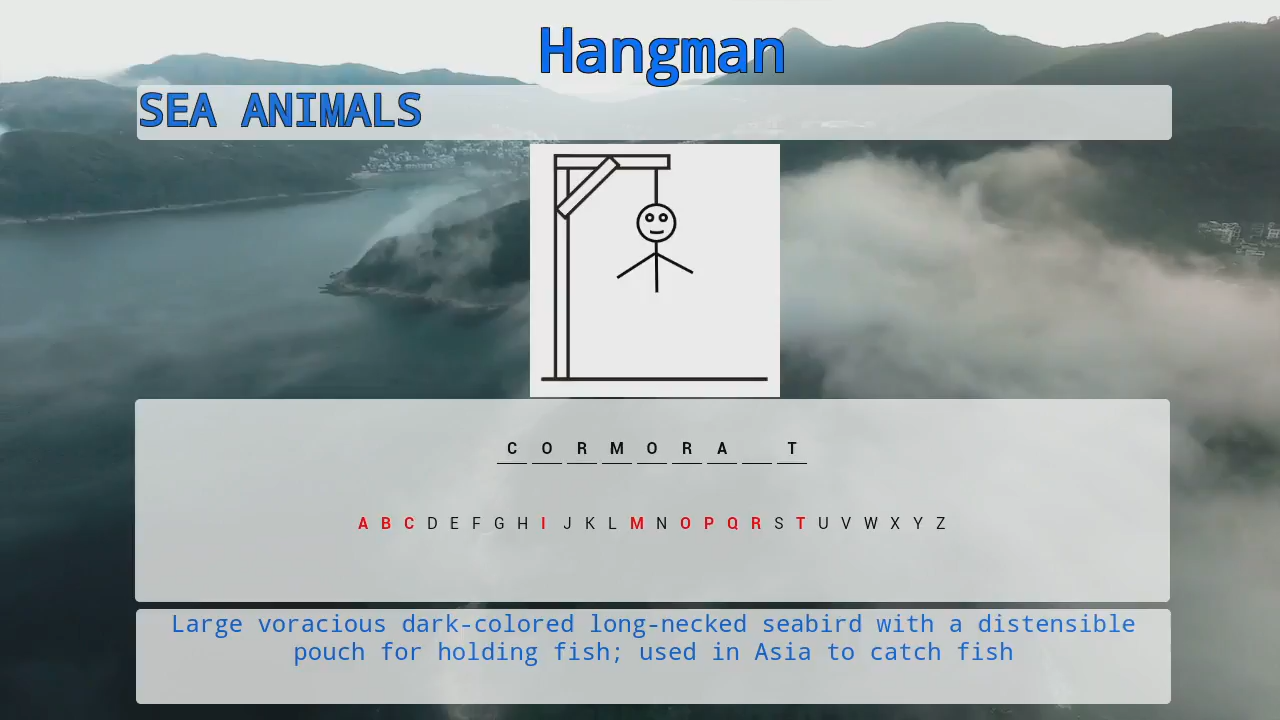 Hangman
SEA ANIMALS
C O R M O R A _ T
A B C D E F G H I J K L M N O P Q R S T U V W X Y Z
Large voracious dark-colored long-necked seabird with a distensible
pouch for holding fish; used in Asia to catch fish